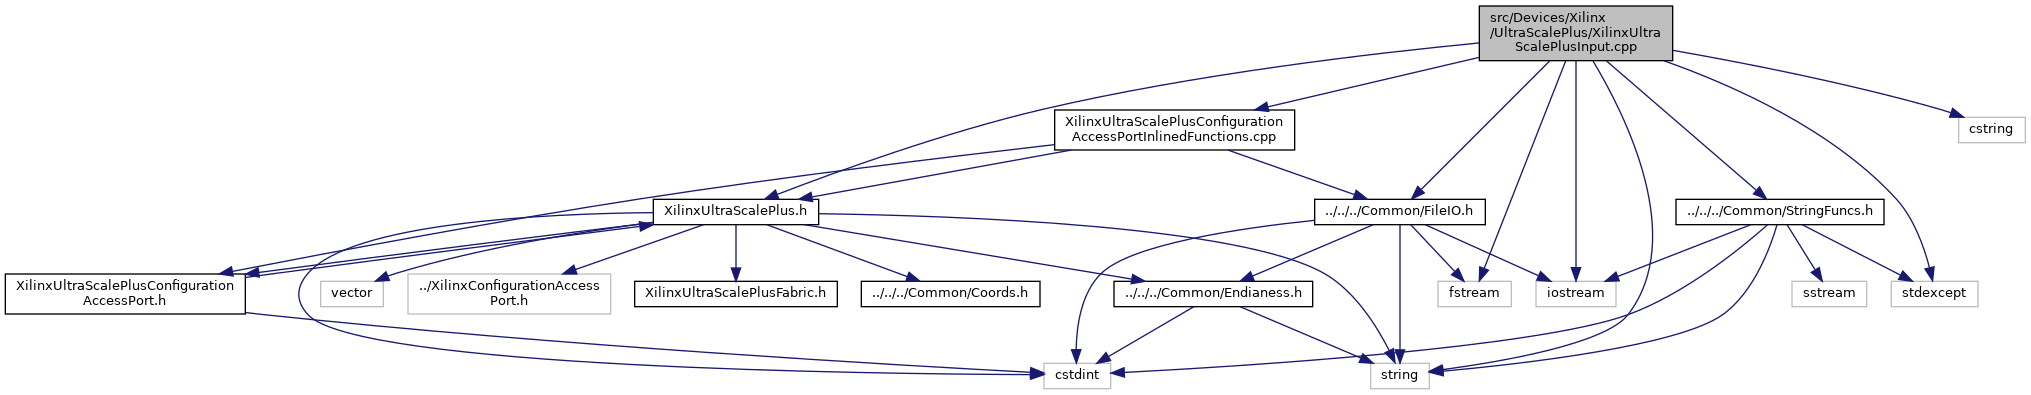 src/Devices/Xilinx
/UltraScalePlus/XilinxUltra
ScalePlusInput.cpp
XilinxUltraScalePlusConfiguration
AccessPortInlinedFunctions.cpp
cstring
XilinxUltraScalePlus.h
../../../Common/FileIO.h
../../../Common/StringFuncs.h
XilinxUltraScalePlusConfiguration
AccessPort.h
vector
../XilinxConfigurationAccess
Port.h
XilinxUltraScalePlusFabric.h
../../../Common/Coords.h
../../../Common/Endianess.h
fstream
iostream
sstream
stdexcept
cstdint
string